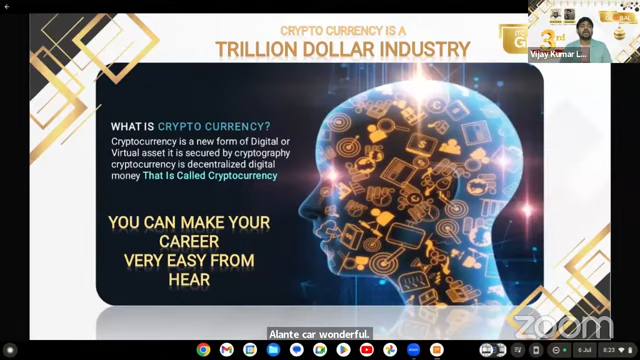 CRYPTO CURRENCY IS A
TRILLION DOLLAR INDUSTRY
3rd
GLOBAL
Vijay Kumar L...
WHAT IS CRYPTO CURRENCY?
Cryptocurrency is a new form of Digital or
Virtual asset it is secured by cryptography
cryptocurrency is decentralized digital
money That Is Called Cryptocurrency
YOU CAN MAKE YOUR
CAREER
VERY EASY FROM
HEAR
Alante car wonderful.
zoom
6 Jul
8:23